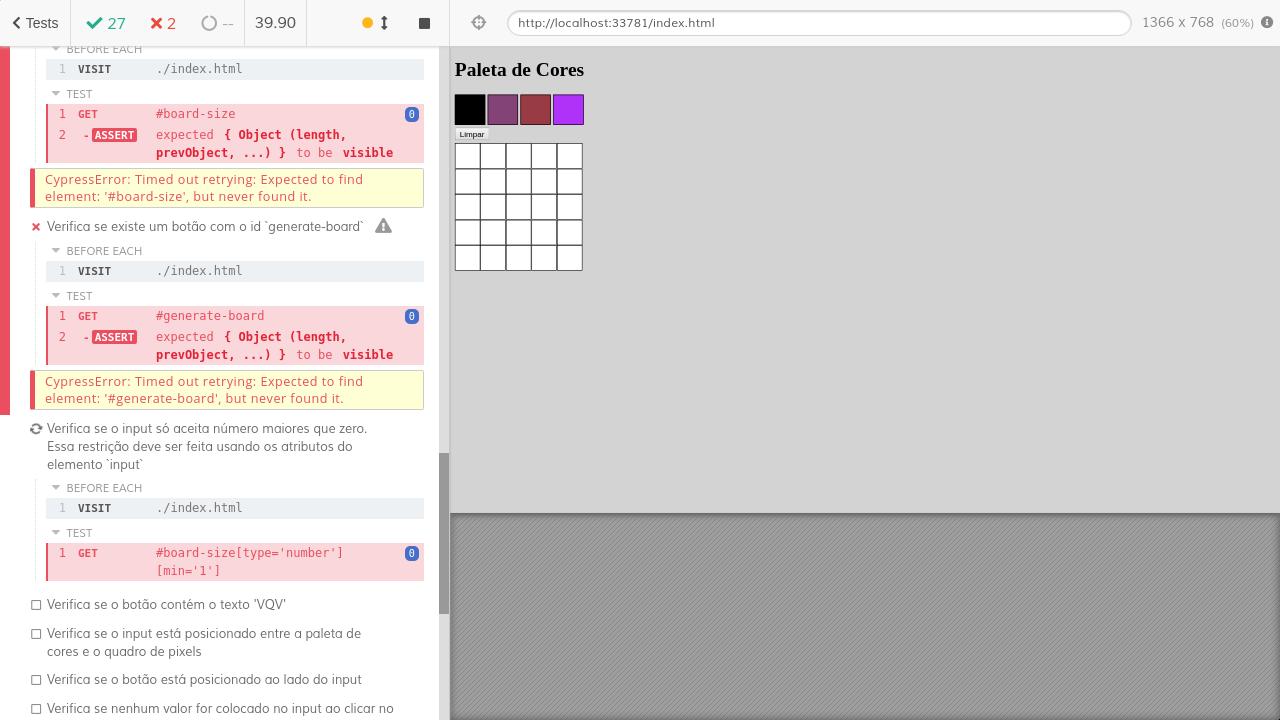 Tests
27
2
--
39.90
http://localhost:33781/index.html
1366 x 768 (60%)
BEFORE EACH
1 VISIT ./index.html
TEST
1 GET #board-size 0
2 -ASSERT expected { Object (length,
prevObject, ...) } to be visible
CypressError: Timed out retrying: Expected to find
element: '#board-size', but never found it.
Verifica se existe um botão com o id `generate-board`
BEFORE EACH
1 VISIT ./index.html
TEST
1 GET #generate-board 0
2 -ASSERT expected { Object (length,
prevObject, ...) } to be visible
CypressError: Timed out retrying: Expected to find
element: '#generate-board', but never found it.
Verifica se o input só aceita número maiores que zero.
Essa restrição deve ser feita usando os atributos do
elemento `input`
BEFORE EACH
1 VISIT ./index.html
TEST
1 GET #board-size[type='number'] 0
[min='1']
Verifica se o botão contém o texto 'VQV'
Verifica se o input está posicionado entre a paleta de
cores e o quadro de pixels
Verifica se o botão está posicionado ao lado do input
Verifica se nenhum valor for colocado no input ao clicar no
Paleta de Cores
Limpar